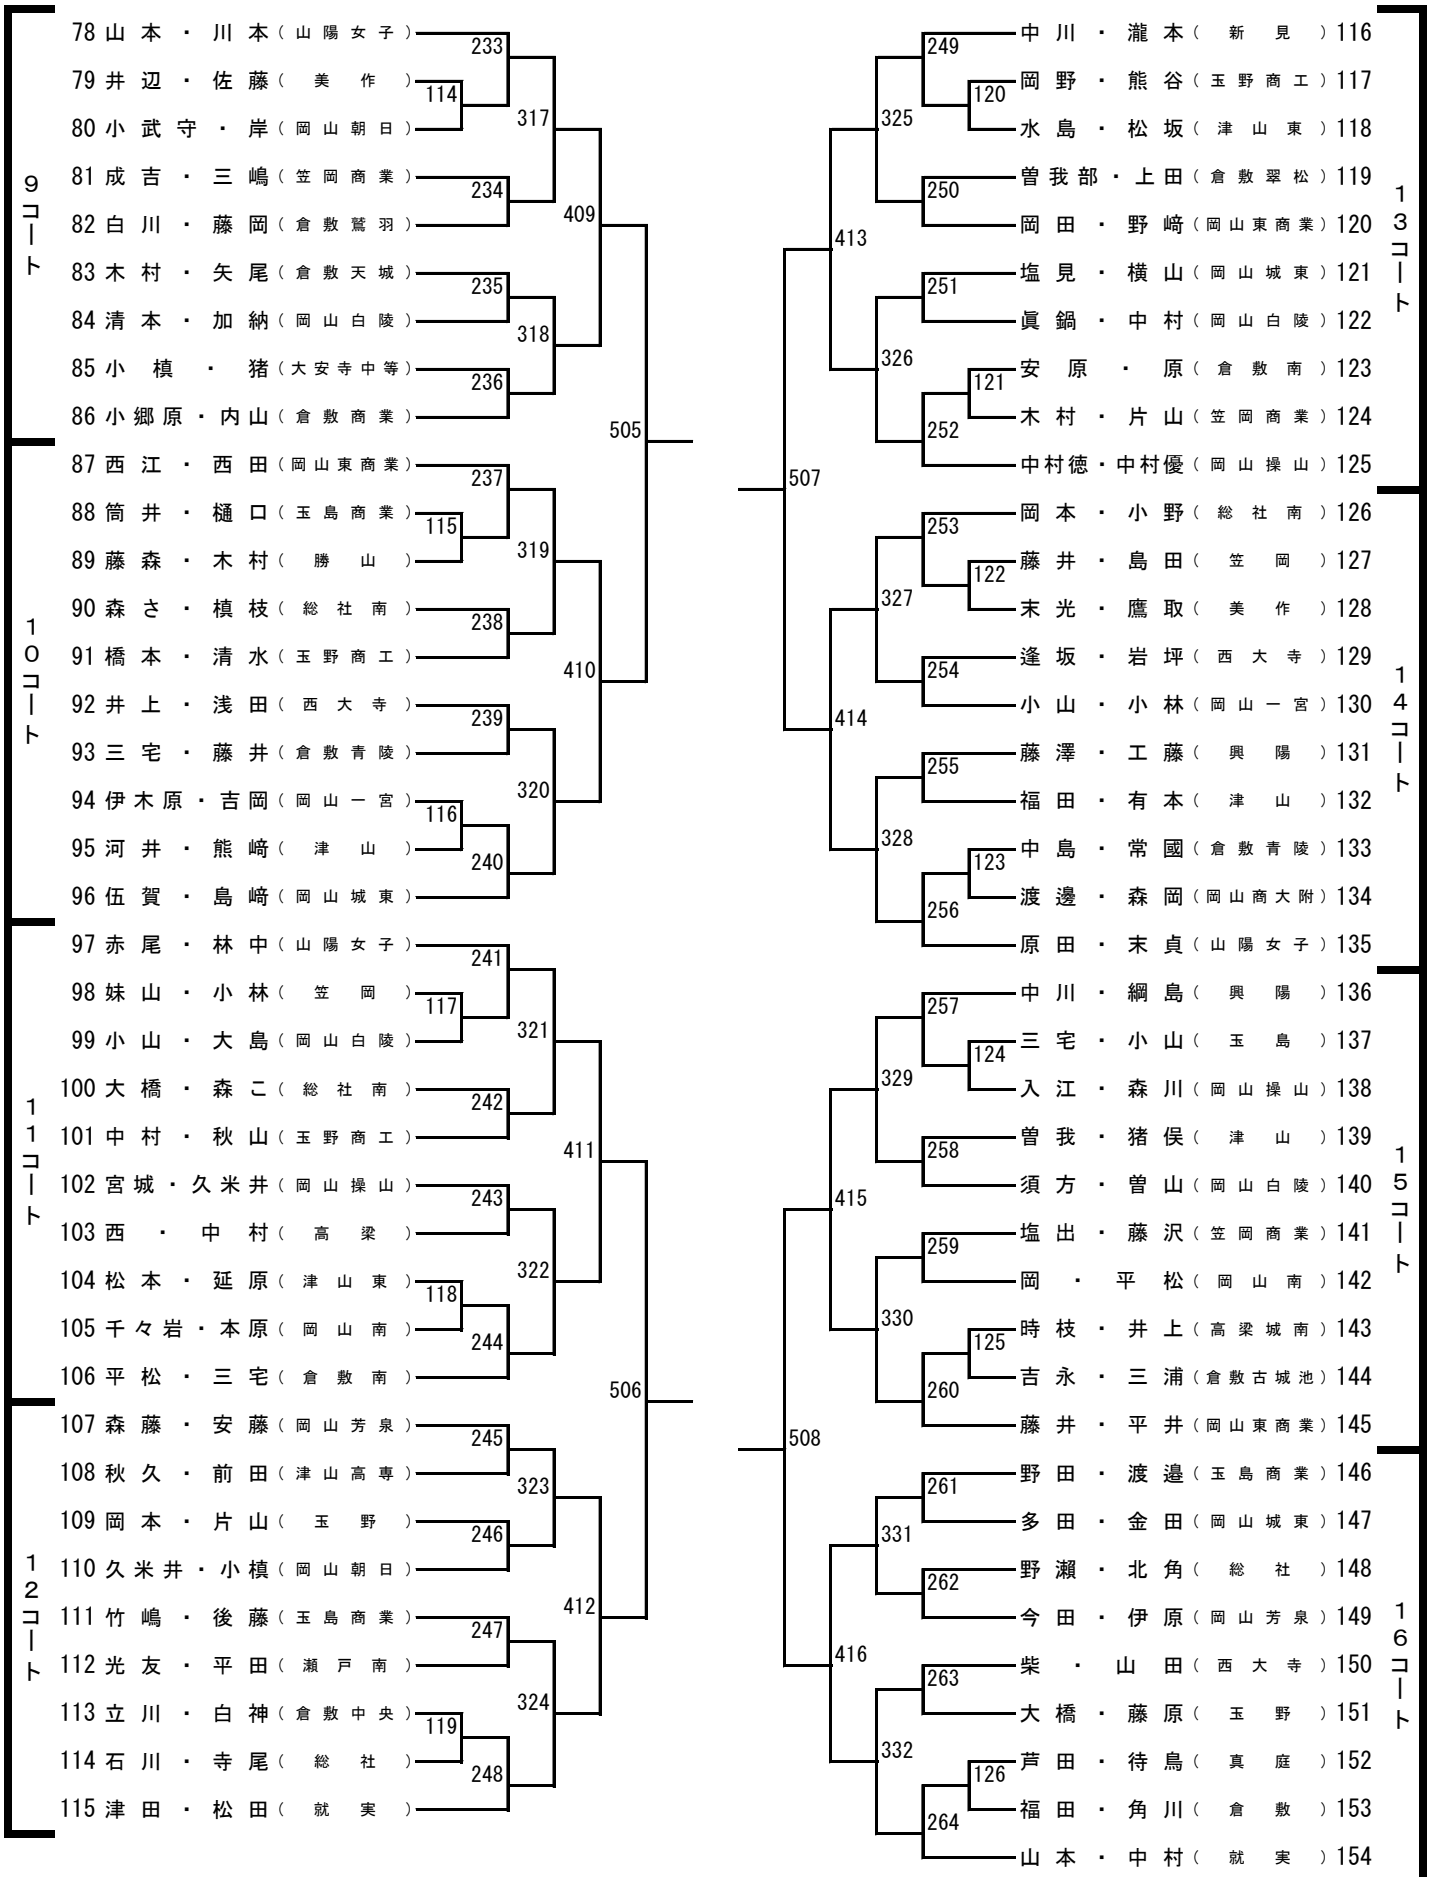 9コート
78 山本・川本(山陽女子)
79 井辺・佐藤(美作)
80 小武守・岸(岡山朝日)
81 成吉・三嶋(笠岡商業)
82 白川・藤岡(倉敷鷲羽)
83 木村・矢尾(倉敷天城)
84 清本・加納(岡山白陵)
85 小槙・猪(大安寺中等)
86 小郷原・内山(倉敷商業)
233
114
317
234
409
235
318
236
505
10コート
87 西江・西田(岡山東商業)
88 筒井・樋口(玉島商業)
89 藤森・木村(勝山)
90 森さ・槙枝(総社南)
91 橋本・清水(玉野商工)
92 井上・浅田(西大寺)
93 三宅・藤井(倉敷青陵)
94 伊木原・吉岡(岡山一宮)
95 河井・熊﨑(津山)
96 伍賀・島﨑(岡山城東)
237
115
319
238
410
239
320
116
240
11コート
97 赤尾・林中(山陽女子)
98 妹山・小林(笠岡)
99 小山・大島(岡山白陵)
100 大橋・森こ(総社南)
101 中村・秋山(玉野商工)
102 宮城・久米井(岡山操山)
103 西・中村(高梁)
104 松本・延原(津山東)
105 千々岩・本原(岡山南)
106 平松・三宅(倉敷南)
241
117
321
242
411
243
322
118
244
506
12コート
107 森藤・安藤(岡山芳泉)
108 秋久・前田(津山高専)
109 岡本・片山(玉野)
110 久米井・小槙(岡山朝日)
111 竹嶋・後藤(玉島商業)
112 光友・平田(瀬戸南)
113 立川・白神(倉敷中央)
114 石川・寺尾(総社)
115 津田・松田(就実)
245
323
246
412
247
324
119
248
13コート
中川・瀧本(新見)116
岡野・熊谷(玉野商工)117
水島・松坂(津山東)118
曽我部・上田(倉敷翠松)119
岡田・野﨑(岡山東商業)120
塩見・横山(岡山城東)121
眞鍋・中村(岡山白陵)122
安原・原(倉敷南)123
木村・片山(笠岡商業)124
中村徳・中村優(岡山操山)125
249
120
325
250
413
251
326
121
252
507
14コート
岡本・小野(総社南)126
藤井・島田(笠岡)127
末光・鷹取(美作)128
逢坂・岩坪(西大寺)129
小山・小林(岡山一宮)130
藤澤・工藤(興陽)131
福田・有本(津山)132
中島・常國(倉敷青陵)133
渡邊・森岡(岡山商大附)134
原田・末貞(山陽女子)135
253
122
327
254
414
255
328
123
256
15コート
中川・綱島(興陽)136
三宅・小山(玉島)137
入江・森川(岡山操山)138
曽我・猪俣(津山)139
須方・曽山(岡山白陵)140
塩出・藤沢(笠岡商業)141
岡・平松(岡山南)142
時枝・井上(高梁城南)143
吉永・三浦(倉敷古城池)144
藤井・平井(岡山東商業)145
257
124
329
258
415
259
330
125
260
508
16コート
野田・渡邉(玉島商業)146
多田・金田(岡山城東)147
野瀬・北角(総社)148
今田・伊原(岡山芳泉)149
柴・山田(西大寺)150
大橋・藤原(玉野)151
芦田・待鳥(真庭)152
福田・角川(倉敷)153
山本・中村(就実)154
261
331
262
416
263
332
126
264